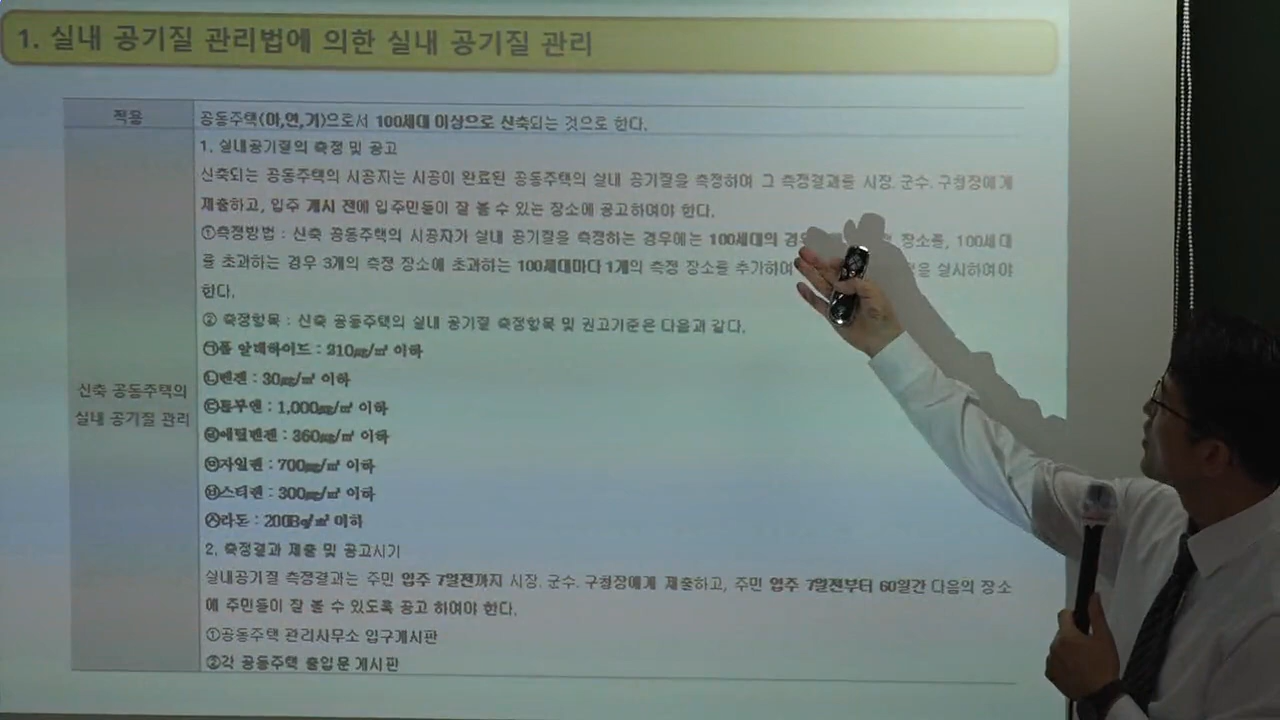 1. 실내 공기질 관리법에 의한 실내 공기질 관리
적용
공동주택(아,연,기)으로서 100세대 이상으로 신축되는 것으로 한다.
신축 공동주택의
실내 공기질 관리
1. 실내공기질의 측정 및 공고
신축되는 공동주택의 시공자는 시공이 완료된 공동주택의 실내 공기질을 측정하여 그 측정결과를 시장. 군수. 구청장에게
제출하고, 입주 개시 전에 입주민들이 잘 볼 수 있는 장소에 공고하여야 한다.
①측정방법 : 신축 공동주택의 시공자가 실내 공기질을 측정하는 경우에는 100세대의 장소를, 100세대
를 초과하는 경우 3개의 측정 장소에 초과하는 100세대마다 1개의 측정 장소를 추가하여 실시하여야
한다.
② 측정항목 : 신축 공동주택의 실내 공기질 측정항목 및 권고기준은 다음과 같다.
㉠폼 알데하이드 : 210㎍/㎥ 이하
㉡벤젠 : 30㎍/㎥ 이하
㉢톨루엔 : 1,000㎍/㎥ 이하
㉣에틸벤젠 : 360㎍/㎥ 이하
㉤자일렌 : 700㎍/㎥ 이하
㉥스티렌 : 300㎍/㎥ 이하
㉦라돈 : 200Bq/㎥ 이하
2. 측정결과 제출 및 공고시기
실내공기질 측정결과는 주민 입주 7일전까지 시장. 군수. 구청장에게 제출하고, 주민 입주 7일전부터 60일간 다음의 장소
에 주민들이 잘 볼 수 있도록 공고 하여야 한다.
①공동주택 관리사무소 입구게시판
②각 공동주택 출입문 게시판